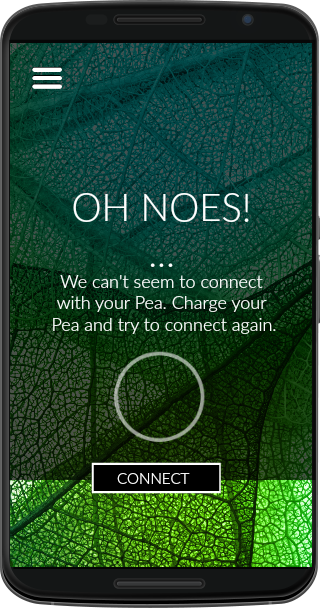 OH NOES!
...
We can't seem to connect
with your Pea. Charge your
Pea and try to connect again.
CONNECT